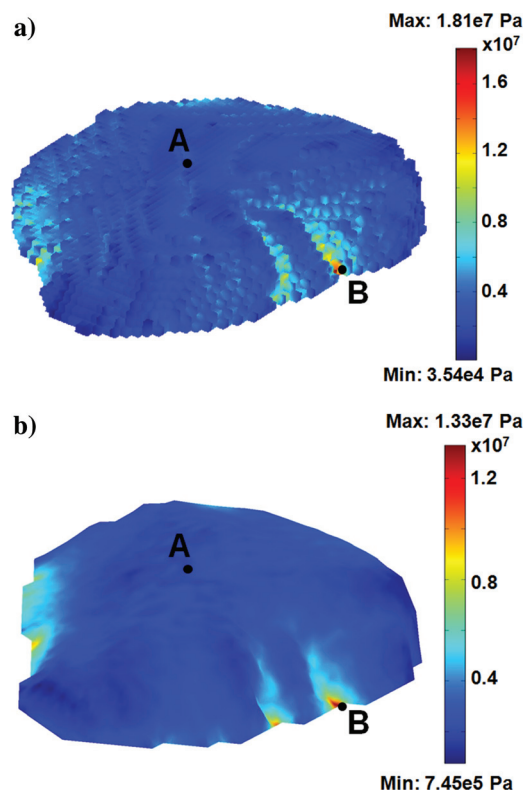 a)
Max: 1.81e7 Pa
x10⁷
1.6
1.2
0.8
0.4
Min: 3.54e4 Pa
A
B
b)
Max: 1.33e7 Pa
x10⁷
1.2
0.8
0.4
Min: 7.45e5 Pa
A
B